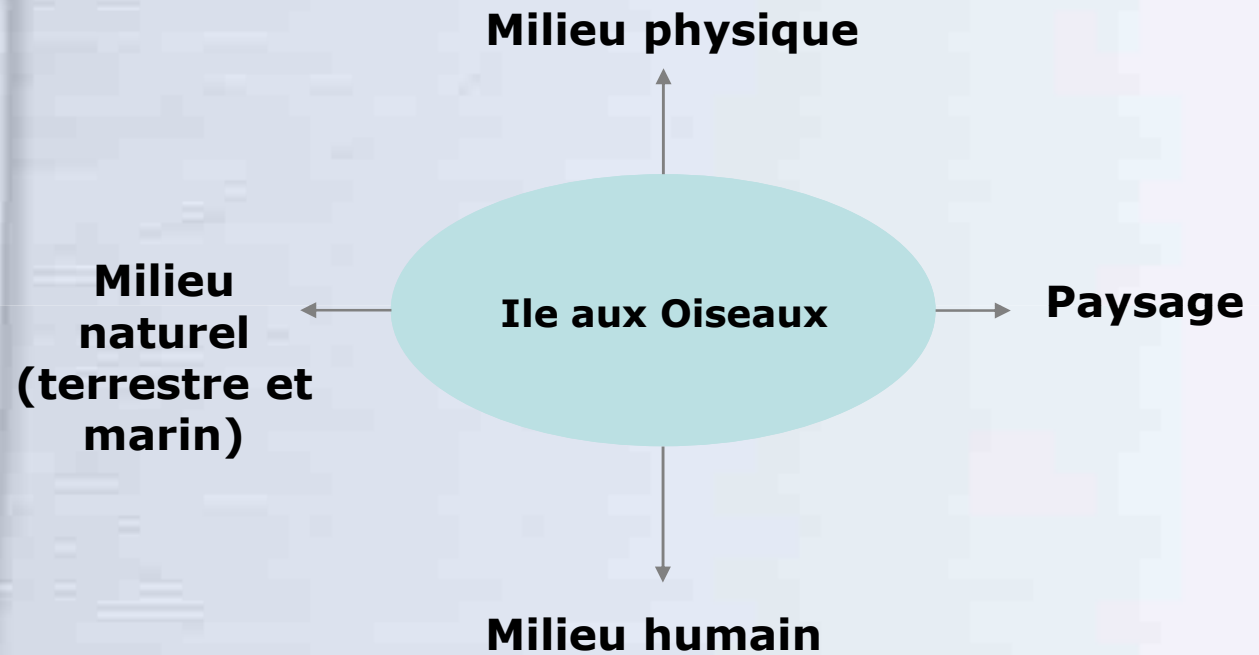 Milieu physique
Milieu
naturel
(terrestre et
marin)
Ile aux Oiseaux
Paysage
Milieu humain